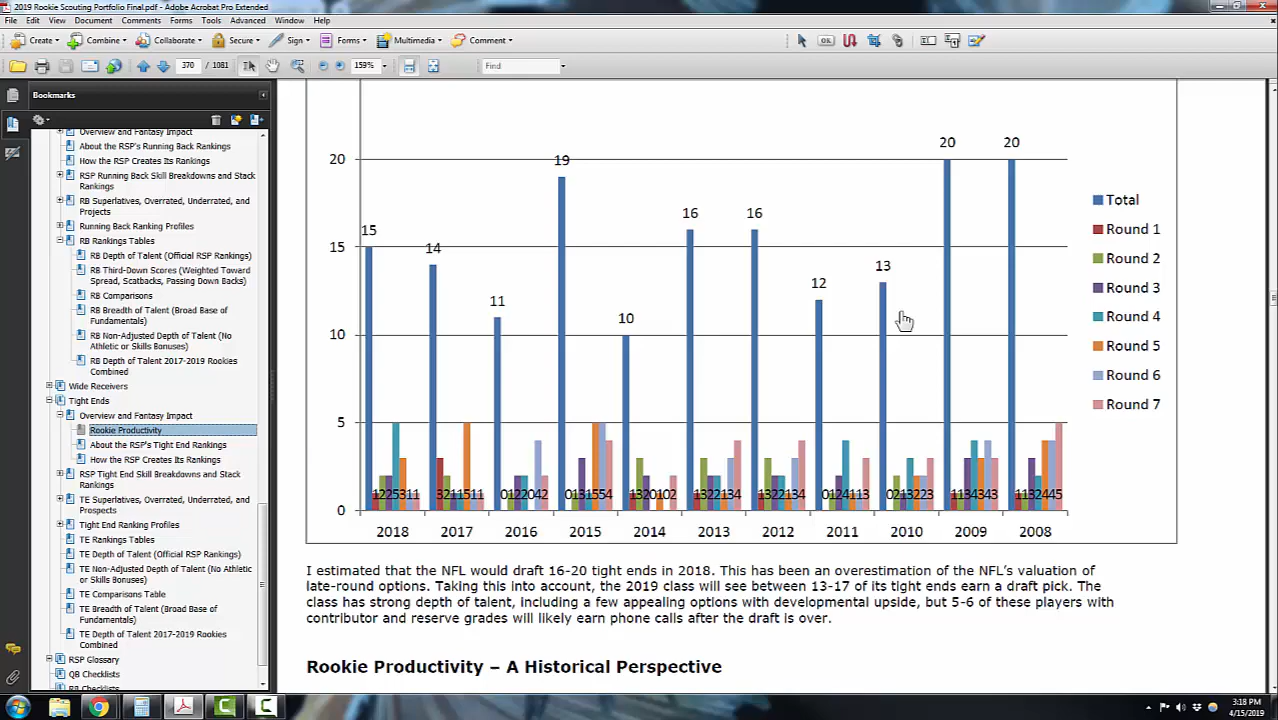 2019 Rookie Scouting Portfolio Final.pdf - Adobe Acrobat Pro Extended
File Edit View Document Comments Forms Tools Advanced Window Help
Create Combine Collaborate Secure Sign Forms Multimedia Comment
370 / 1081 159% Find
Bookmarks
Overview and Fantasy Impact
About the RSP's Running Back Rankings
How the RSP Creates Its Rankings
RSP Running Back Skill Breakdowns and Stack
Rankings
RB Superlatives, Overrated, Underrated, and
Projects
Running Back Ranking Profiles
RB Rankings Tables
RB Depth of Talent (Official RSP Rankings)
RB Third-Down Scores (Weighted Toward
Spread, Scatbacks, Passing Down Backs)
RB Comparisons
RB Breadth of Talent (Broad Base of
Fundamentals)
RB Non-Adjusted Depth of Talent (No
Athletic or Skills Bonuses)
RB Depth of Talent 2017-2019 Rookies
Combined
Wide Receivers
Tight Ends
Overview and Fantasy Impact
Rookie Productivity
About the RSP's Tight End Rankings
How the RSP Creates Its Rankings
RSP Tight End Skill Breakdowns and Stack
Rankings
TE Superlatives, Overrated, Underrated, and
Prospects
Tight End Ranking Profiles
TE Rankings Tables
TE Depth of Talent (Official RSP Rankings)
TE Non-Adjusted Depth of Talent (No Athletic
or Skills Bonuses)
TE Comparisons Table
TE Breadth of Talent (Broad Base of
Fundamentals)
TE Depth of Talent 2017-2019 Rookies
Combined
RSP Glossary
QB Checklists
RB Checklists
20
15
10
5
0
15 14 11 19 10 16 16 12 13 20 20
1225311 3211511 0122042 0131554 1320102 1322134 1322134 0124113 0213223 1134343 1132445
2018 2017 2016 2015 2014 2013 2012 2011 2010 2009 2008
Total
Round 1
Round 2
Round 3
Round 4
Round 5
Round 6
Round 7
I estimated that the NFL would draft 16-20 tight ends in 2018. This has been an overestimation of the NFL's valuation of
late-round options. Taking this into account, the 2019 class will see between 13-17 of its tight ends earn a draft pick. The
class has strong depth of talent, including a few appealing options with developmental upside, but 5-6 of these players with
contributor and reserve grades will likely earn phone calls after the draft is over.
Rookie Productivity – A Historical Perspective
3:18 PM
4/15/2019